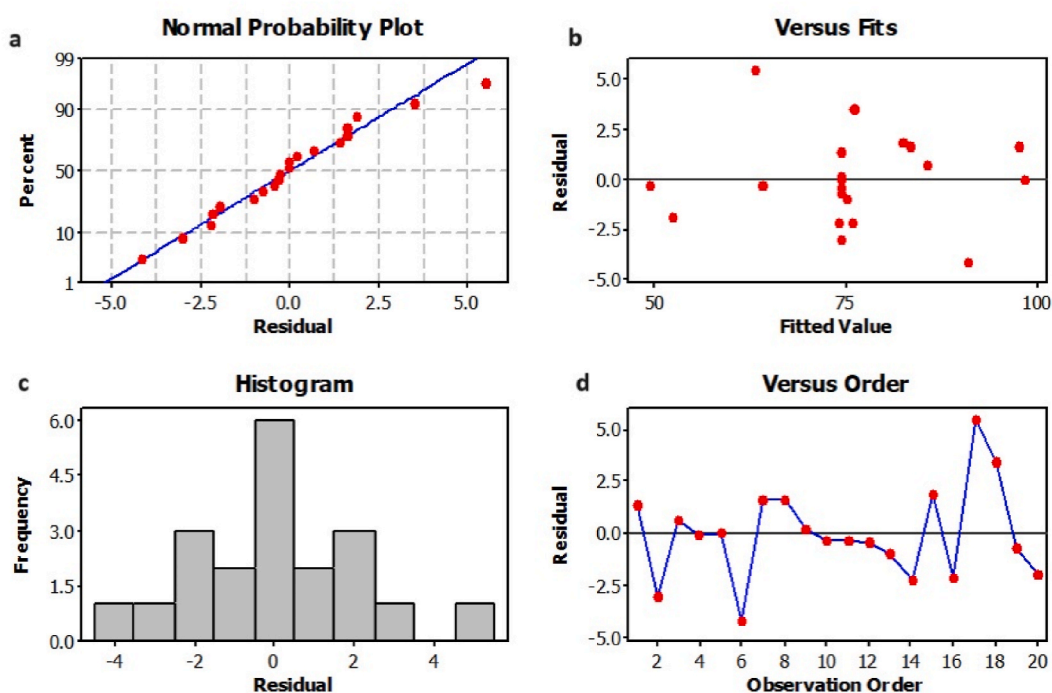 a
Normal Probability Plot
99
90
50
10
1
Percent
-5.0 -2.5 0.0 2.5 5.0
Residual
b
Versus Fits
5.0
2.5
0.0
-2.5
-5.0
Residual
50 75 100
Fitted Value
c
Histogram
6.0
4.5
3.0
1.5
0.0
Frequency
-4 -2 0 2 4
Residual
d
Versus Order
5.0
2.5
0.0
-2.5
-5.0
Residual
2 4 6 8 10 12 14 16 18 20
Observation Order